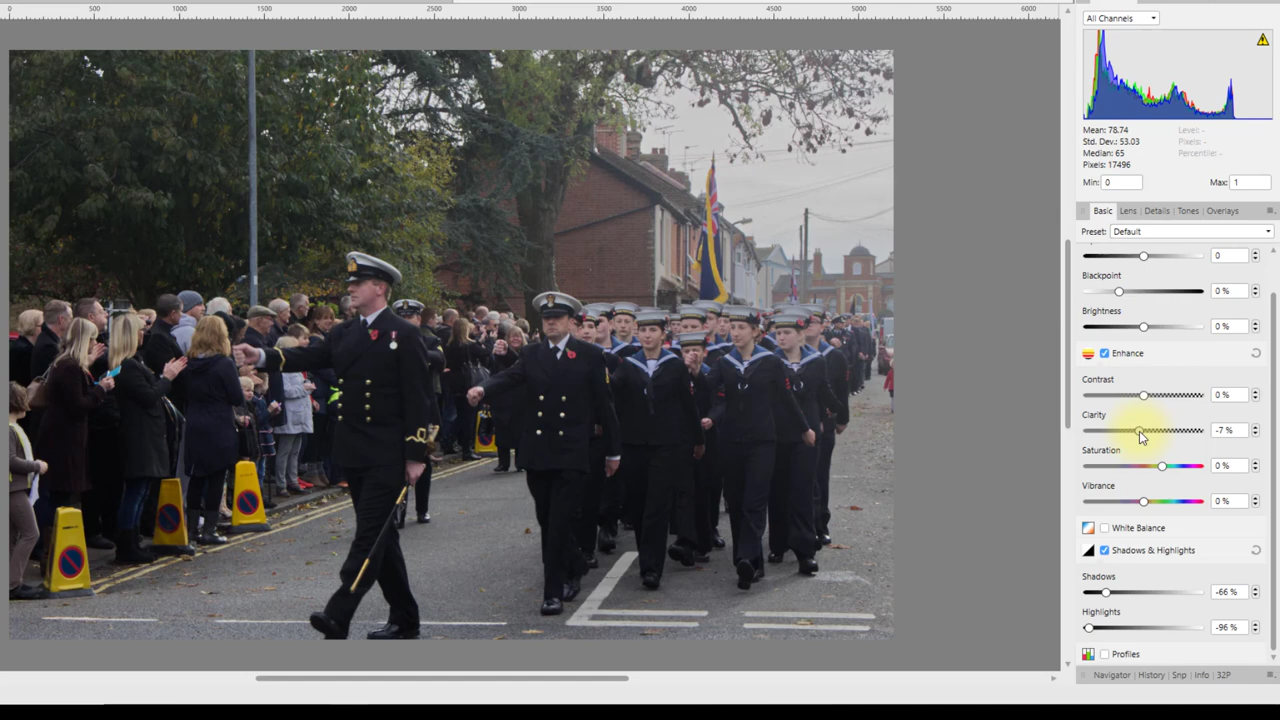 0 500 1000 1500 2000 2500 3000 3500 4000 4500 5000 5500 6000
All Channels
Mean: 78.74 Level: -
Std. Dev.: 53.03 Pixels: -
Median: 65 Percentile: -
Pixels: 17496
Min: 0 Max: 1
Basic Lens Details Tones Overlays
Preset: Default
0
Blackpoint
0 %
Brightness
0 %
Enhance
Contrast
0 %
Clarity
-7 %
Saturation
0 %
Vibrance
0 %
White Balance
Shadows & Highlights
Shadows
-66 %
Highlights
-96 %
Profiles
Navigator History Snp Info 32P